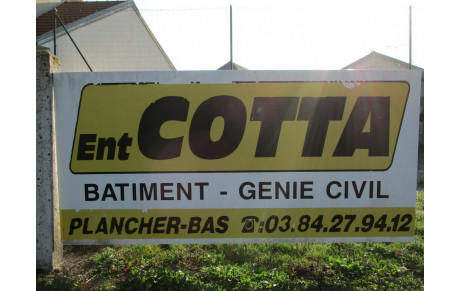 Ent COTTA
BATIMENT - GENIE CIVIL
PLANCHER-BAS ☎:03.84.27.94.12